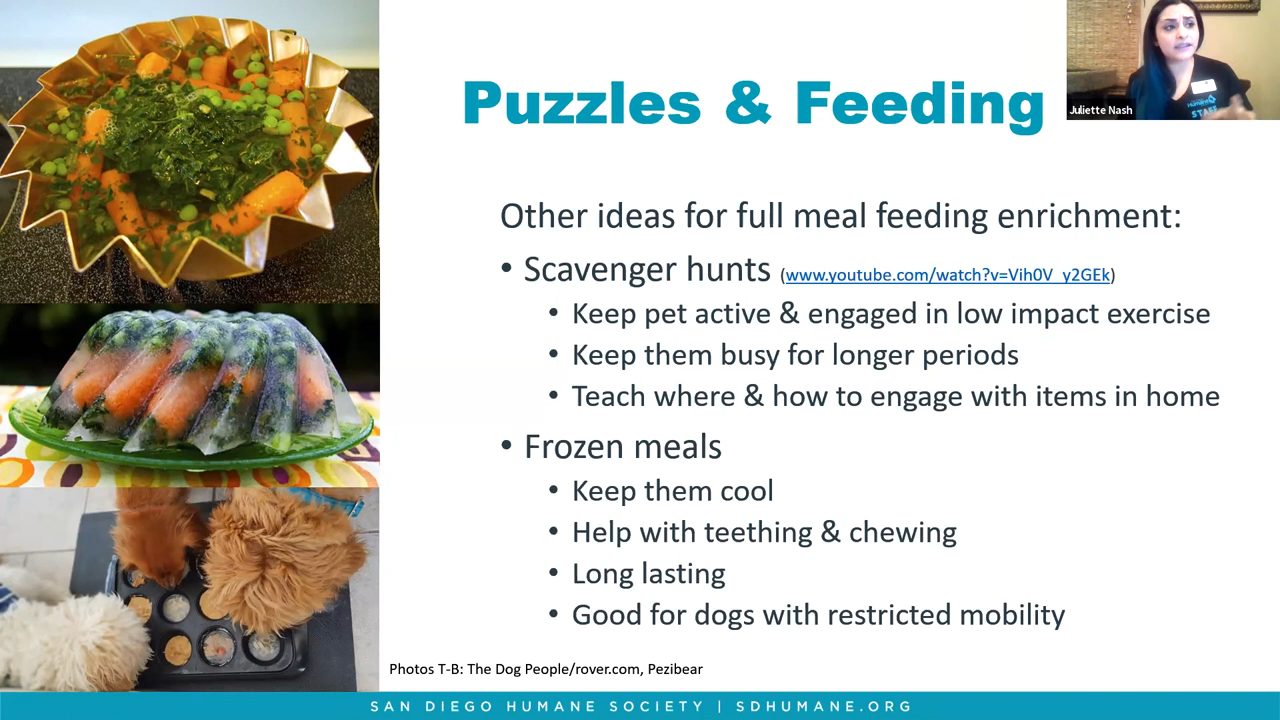 Puzzles & Feeding
Juliette Nash
STAFF
Other ideas for full meal feeding enrichment:
• Scavenger hunts (www.youtube.com/watch?v=Vih0V_y2GEk)
• Keep pet active & engaged in low impact exercise
• Keep them busy for longer periods
• Teach where & how to engage with items in home
• Frozen meals
• Keep them cool
• Help with teething & chewing
• Long lasting
• Good for dogs with restricted mobility
Photos T-B: The Dog People/rover.com, Pezibear
SAN DIEGO HUMANE SOCIETY | SDHUMANE.ORG